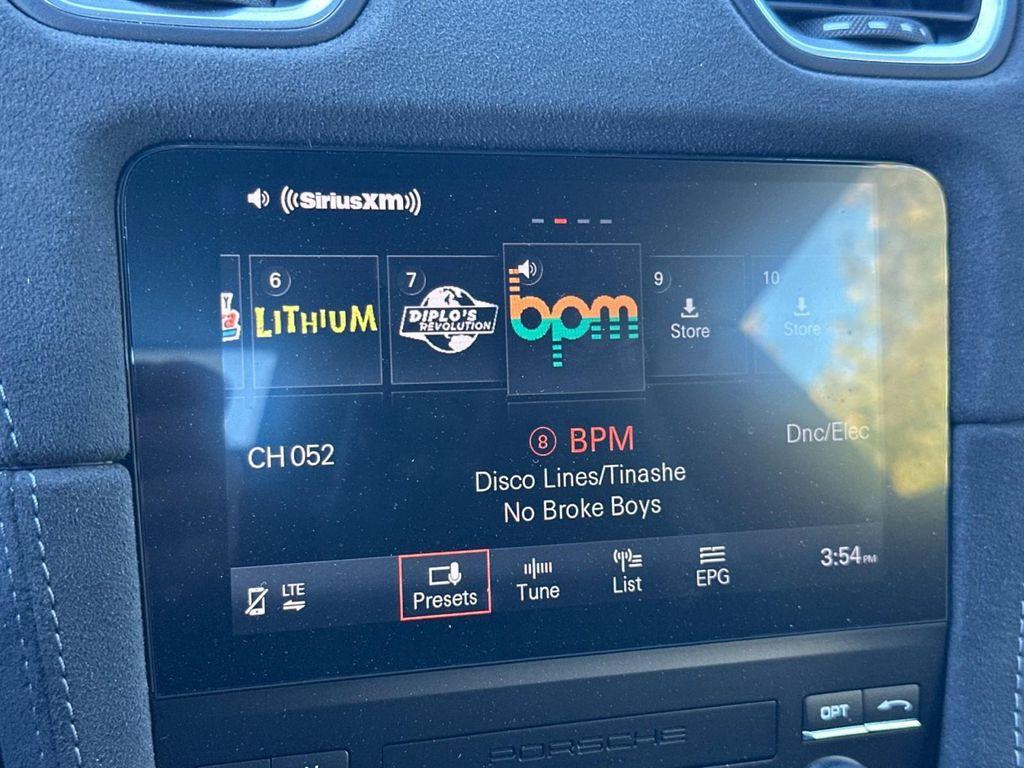 ((SiriusXM))
6
LiTHiUM
7
DIPLO'S
REVOLUTION
bpm
9
Store
10
Store
CH 052
8 BPM
Dnc/Elec
Disco Lines/Tinashe
No Broke Boys
LTE
Presets
Tune
List
EPG
3:54 PM
OPT
PORSCHE